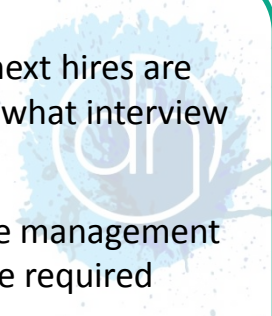 next hires are
what interview
e management
e required